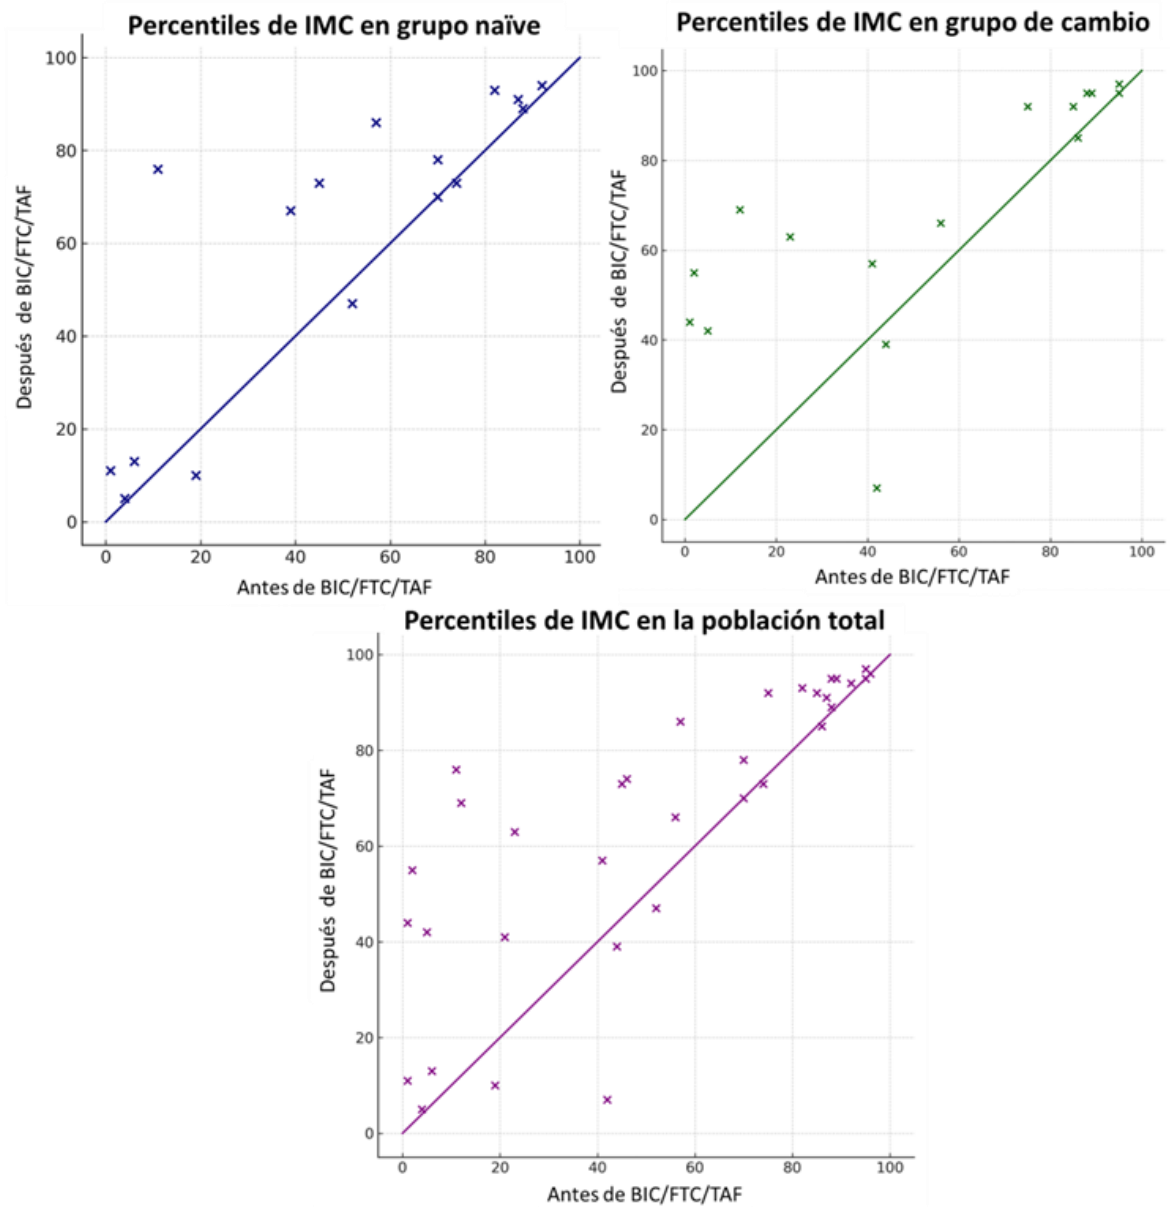 Percentiles de IMC en grupo naïve
100
80
60
40
20
0
Después de BIC/FTC/TAF
0 20 40 60 80 100
Antes de BIC/FTC/TAF
Percentiles de IMC en grupo de cambio
100
80
60
40
20
0
Después de BIC/FTC/TAF
0 20 40 60 80 100
Antes de BIC/FTC/TAF
Percentiles de IMC en la población total
100
80
60
40
20
0
Después de BIC/FTC/TAF
0 20 40 60 80 100
Antes de BIC/FTC/TAF